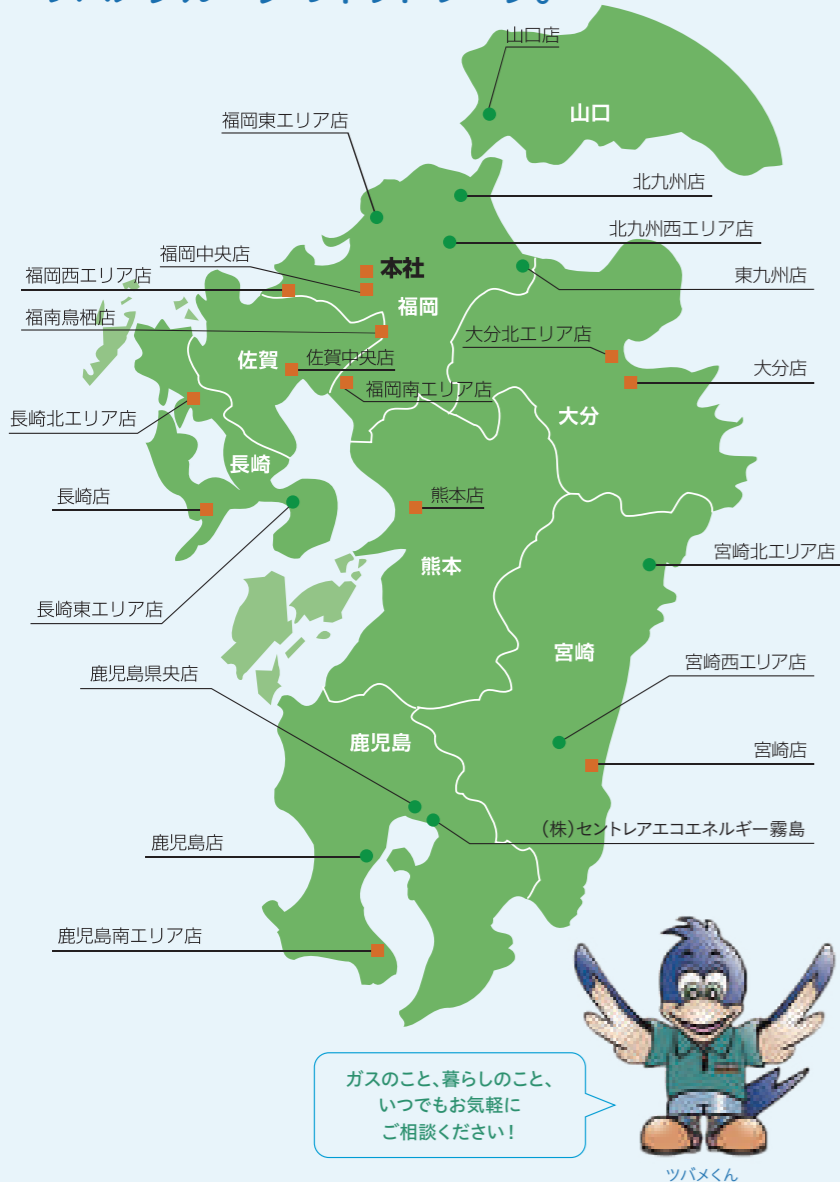 山口店
山口
福岡東エリア店
北九州店
北九州西エリア店
福岡中央店
本社
福岡西エリア店
東九州店
福岡
福南鳥栖店
大分北エリア店
佐賀
佐賀中央店
大分店
福岡南エリア店
長崎北エリア店
大分
長崎
長崎店
熊本店
宮崎北エリア店
熊本
長崎東エリア店
宮崎
宮崎西エリア店
鹿児島県央店
鹿児島
宮崎店
(株)セントレアエコエネルギー霧島
鹿児島店
鹿児島南エリア店
ガスのこと、暮らしのこと、
いつでもお気軽に
ご相談ください!
ツバメくん